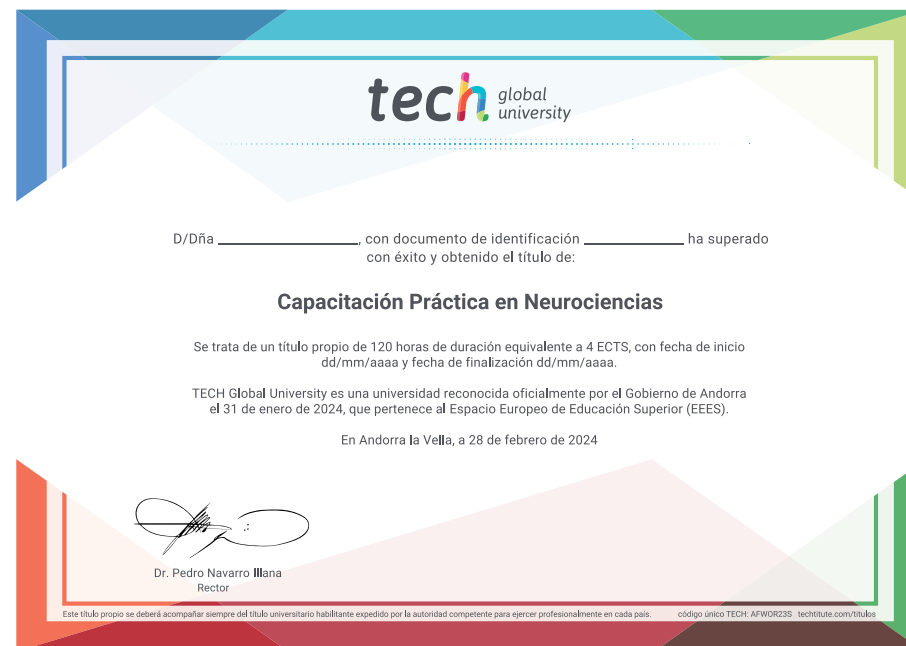 tech global university
D/Dña ____________________, con documento de identificación ______________ ha superado
con éxito y obtenido el título de:
Capacitación Práctica en Neurociencias
Se trata de un título propio de 120 horas de duración equivalente a 4 ECTS, con fecha de inicio
dd/mm/aaaa y fecha de finalización dd/mm/aaaa.
TECH Global University es una universidad reconocida oficialmente por el Gobierno de Andorra
el 31 de enero de 2024, que pertenece al Espacio Europeo de Educación Superior (EEES).
En Andorra la Vella, a 28 de febrero de 2024
Dr. Pedro Navarro Illana
Rector
Este título propio se deberá acompañar siempre del título universitario habilitante expedido por la autoridad competente para ejercer profesionalmente en cada país. código único TECH: AFWOR23S techtitute.com/titulos